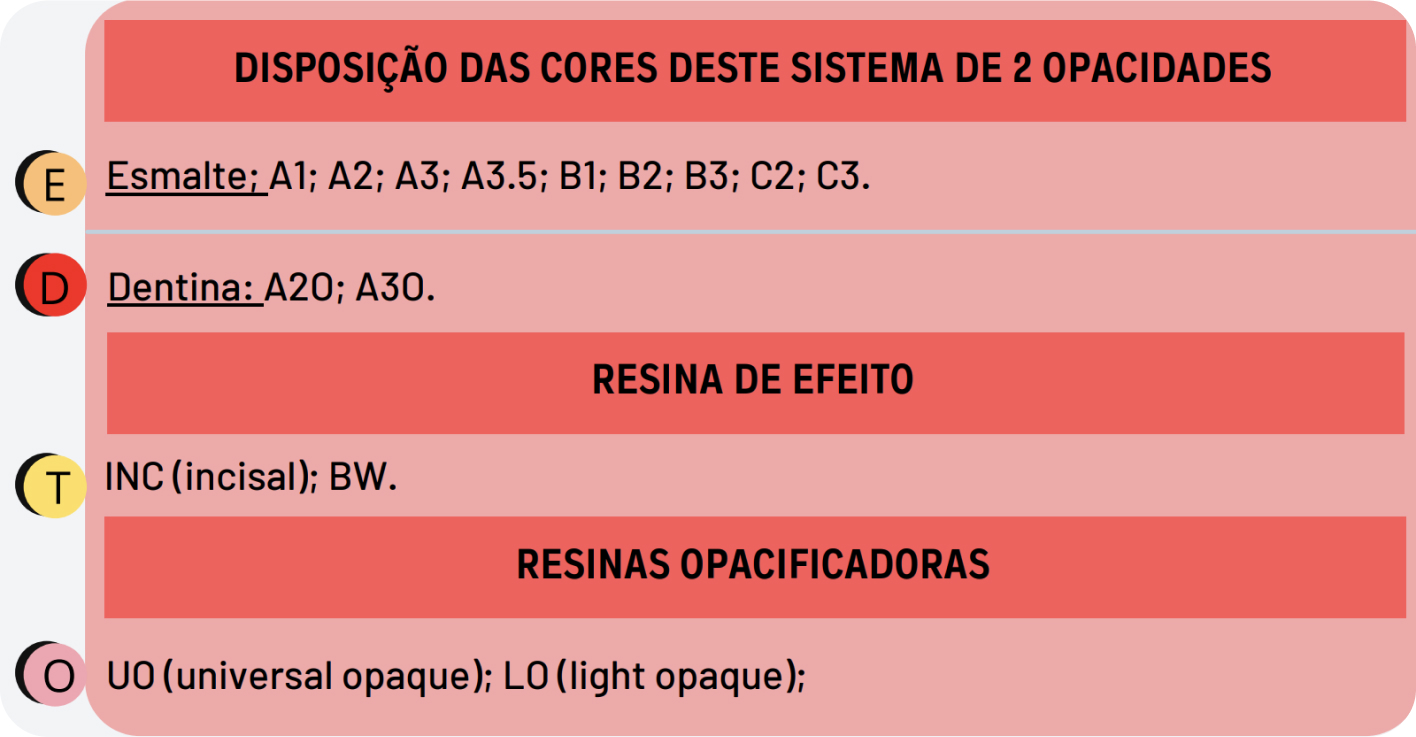 DISPOSIÇÃO DAS CORES DESTE SISTEMA DE 2 OPACIDADES
E
Esmalte; A1; A2; A3; A3.5; B1; B2; B3; C2; C3.
D
Dentina: A2O; A3O.
RESINA DE EFEITO
T
INC (incisal); BW.
RESINAS OPACIFICADORAS
O
UO (universal opaque); LO (light opaque);